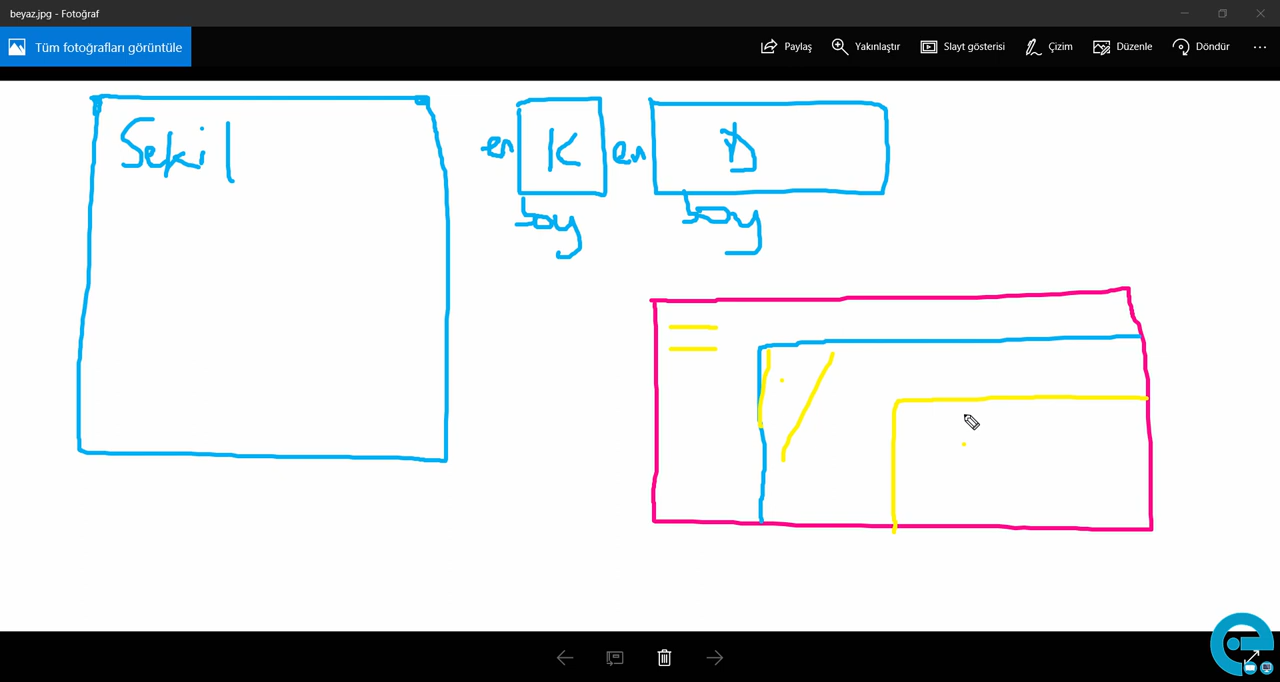 beyaz.jpg - Fotoğraf
Tüm fotoğrafları görüntüle
Paylaş
Yakınlaştır
Slayt gösterisi
Çizim
Düzenle
Döndür
Sekil
en
K
boy
en
D
boy